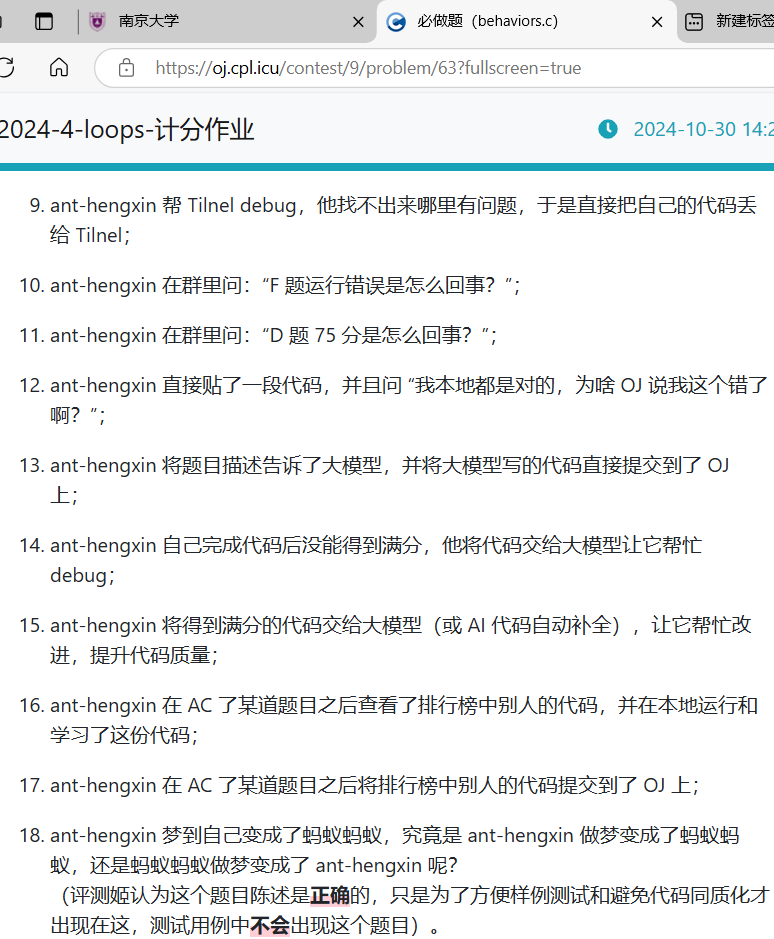 南京大学
必做题（behaviors.c）
新建标签
https://oj.cpl.icu/contest/9/problem/63?fullscreen=true
2024-4-loops-计分作业
2024-10-30 14:2
9. ant-hengxin 帮 Tilnel debug，他找不出来哪里有问题，于是直接把自己的代码丢
给 Tilnel；
10. ant-hengxin 在群里问：“F 题运行错误是怎么回事？”；
11. ant-hengxin 在群里问：“D 题 75 分是怎么回事？”；
12. ant-hengxin 直接贴了一段代码，并且问 “我本地都是对的，为啥 OJ 说我这个错了
啊？”；
13. ant-hengxin 将题目描述告诉了大模型，并将大模型写的代码直接提交到了 OJ
上；
14. ant-hengxin 自己完成代码后没能得到满分，他将代码交给大模型让它帮忙
debug；
15. ant-hengxin 将得到满分的代码交给大模型（或 AI 代码自动补全），让它帮忙改
进，提升代码质量；
16. ant-hengxin 在 AC 了某道题目之后查看了排行榜中别人的代码，并在本地运行和
学习了这份代码；
17. ant-hengxin 在 AC 了某道题目之后将排行榜中别人的代码提交到了 OJ 上；
18. ant-hengxin 梦到自己变成了蚂蚁蚂蚁，究竟是 ant-hengxin 做梦变成了蚂蚁蚂
蚁，还是蚂蚁蚂蚁做梦变成了 ant-hengxin 呢？
（评测姬认为这个题目陈述是正确的，只是为了方便样例测试和避免代码同质化才
出现在这，测试用例中不会出现这个题目）。